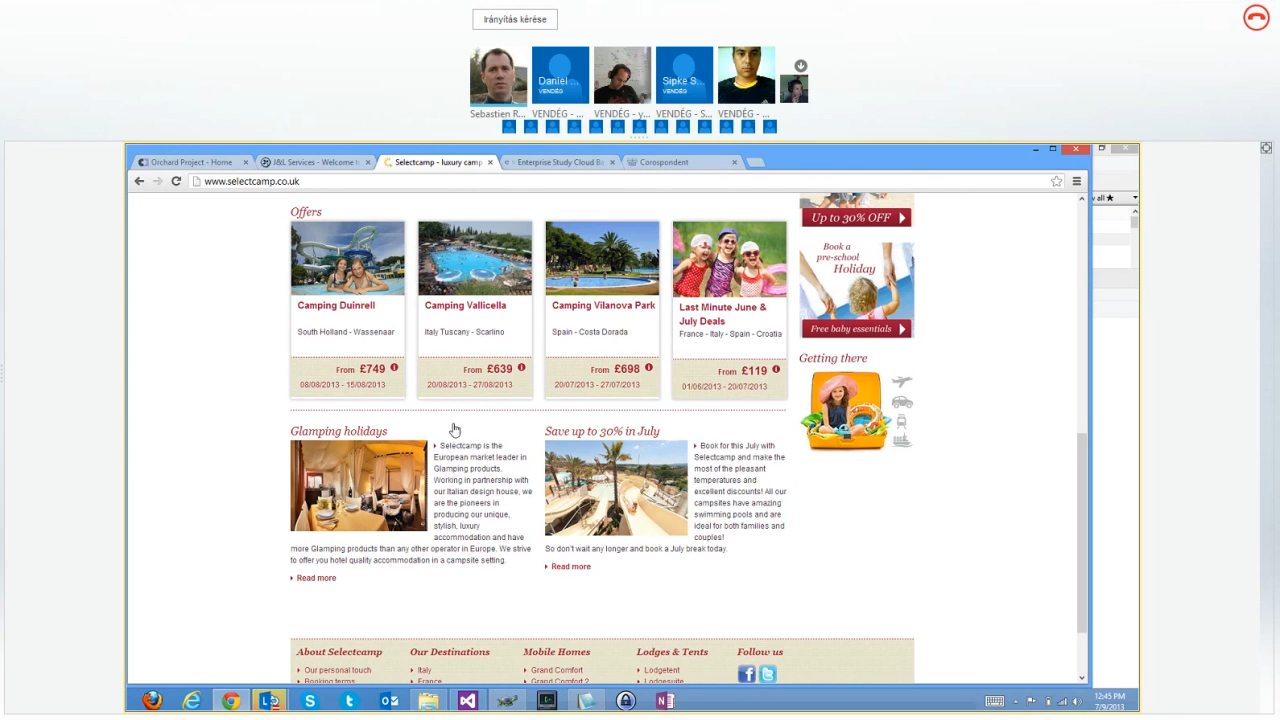 Irányítás kérése
Daniel ...
VENDÉG
Sipke S...
VENDÉG
Sebastien R...
VENDÉG - ...
VENDÉG - y...
VENDÉG - S...
VENDÉG - ...
Orchard Project - Home
J&L Services - Welcome to
Selectcamp - luxury camp
Enterprise Study Cloud Ba
Corospondent
www.selectcamp.co.uk
w all ★
Offers
Camping Duinrell
South Holland - Wassenaar
From £749
08/08/2013 - 15/08/2013
Camping Vallicella
Italy Tuscany - Scarlino
From £639
20/08/2013 - 27/08/2013
Camping Vilanova Park
Spain - Costa Dorada
From £698
20/07/2013 - 27/07/2013
Last Minute June &
July Deals
France - Italy - Spain - Croatia
From £119
01/06/2013 - 20/07/2013
Up to 30% OFF
Book a
pre-school
Holiday
Free baby essentials
Getting there
Glamping holidays
Selectcamp is the
European market leader in
Glamping products.
Working in partnership with
our Italian design house, we
are the pioneers in
producing our unique,
stylish, luxury
accommodation and have
more Glamping products than any other operator in Europe. We strive
to offer you hotel quality accommodation in a campsite setting.
Read more
Save up to 30% in July
Book for this July with
Selectcamp and make the
most of the pleasant
temperatures and
excellent discounts! All our
campsites have amazing
swimming pools and are
ideal for both families and
couples!
So don't wait any longer and book a July break today.
Read more
About Selectcamp
Our personal touch
Booking terms
Our Destinations
Italy
France
Mobile Homes
Grand Comfort
Grand Comfort 2
Lodges & Tents
Lodgetent
Lodgesuite
Follow us
12:45 PM
7/9/2013